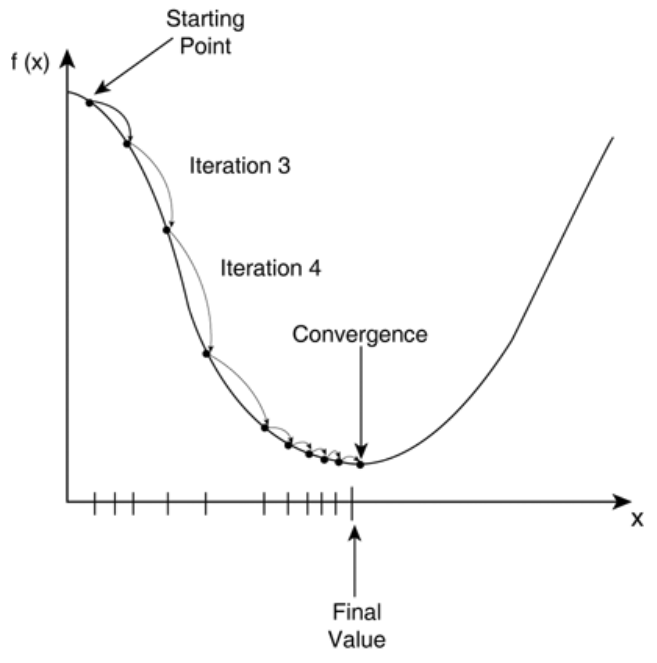 Starting
Point
f (x)
Iteration 3
Iteration 4
Convergence
x
Final
Value